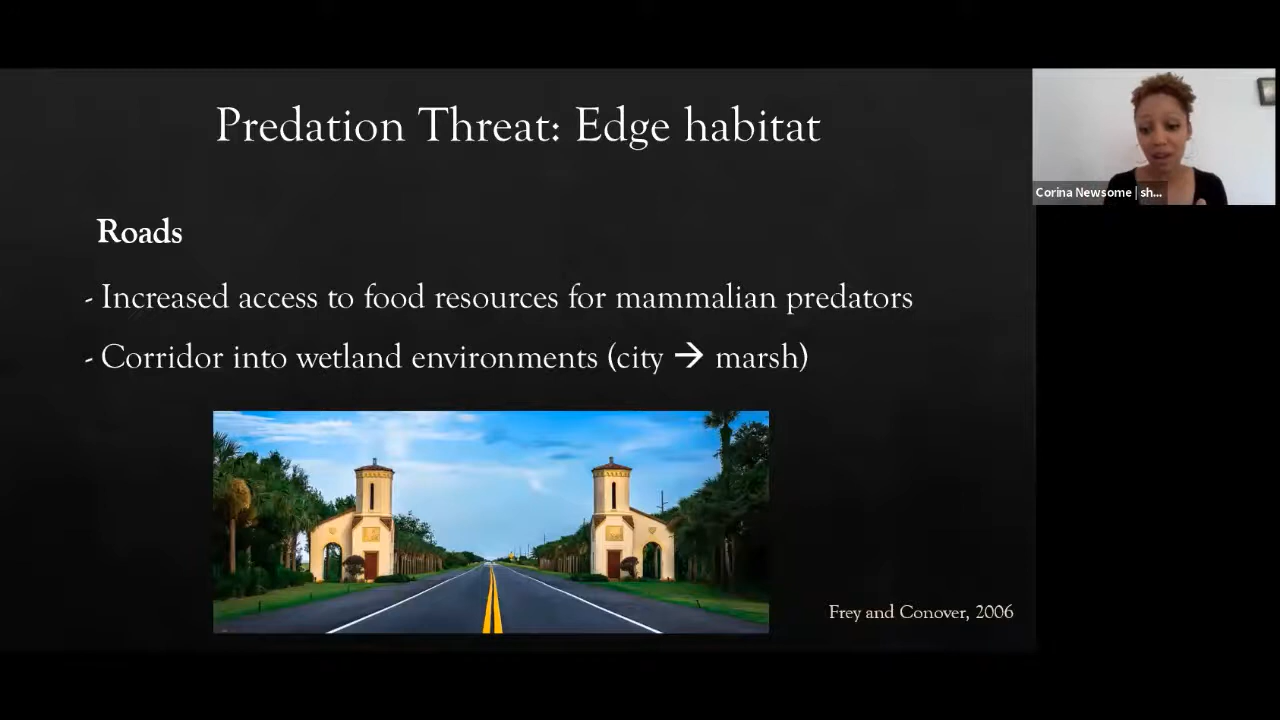 Predation Threat: Edge habitat
Corina Newsome | sh...
Roads
- Increased access to food resources for mammalian predators
- Corridor into wetland environments (city → marsh)
Frey and Conover, 2006